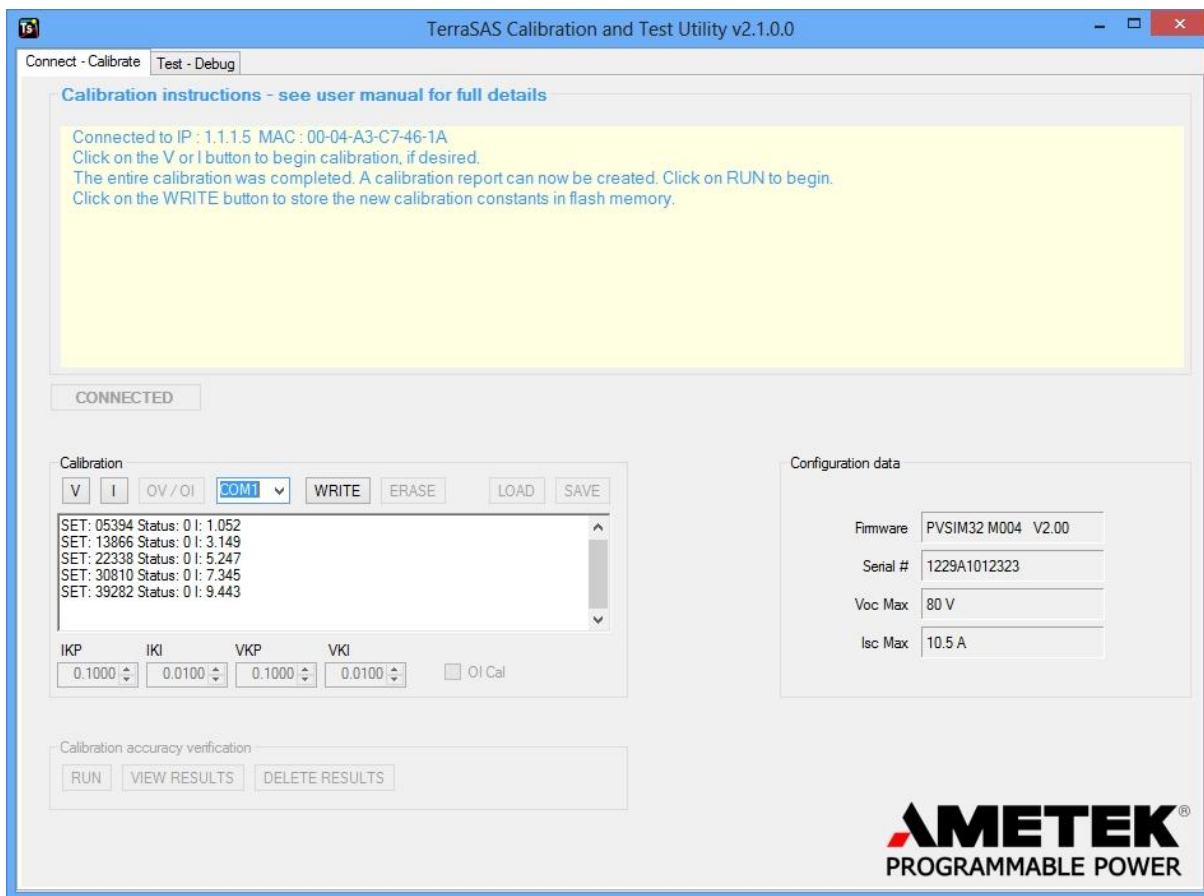 Ts
TerraSAS Calibration and Test Utility v2.1.0.0
Connect - Calibrate Test - Debug
Calibration instructions - see user manual for full details
Connected to IP : 1.1.1.5 MAC : 00-04-A3-C7-46-1A
Click on the V or I button to begin calibration, if desired.
The entire calibration was completed. A calibration report can now be created. Click on RUN to begin.
Click on the WRITE button to store the new calibration constants in flash memory.
CONNECTED
Calibration
V I OV / OI COM1 WRITE ERASE LOAD SAVE
SET: 05394 Status: 0 I: 1.052
SET: 13866 Status: 0 I: 3.149
SET: 22338 Status: 0 I: 5.247
SET: 30810 Status: 0 I: 7.345
SET: 39282 Status: 0 I: 9.443
IKP IKI VKP VKI
0.1000 0.0100 0.1000 0.0100 OI Cal
Configuration data
Firmware PVSIM32 M004 V2.00
Serial # 1229A1012323
Voc Max 80 V
Isc Max 10.5 A
Calibration accuracy verification
RUN VIEW RESULTS DELETE RESULTS
AMETEK®
PROGRAMMABLE POWER